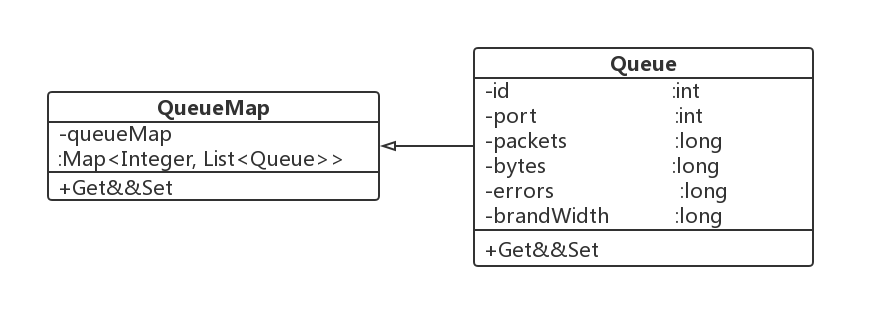 QueueMap
-queueMap
:Map<Integer, List<Queue>>
+Get&&Set
Queue
-id :int
-port :int
-packets :long
-bytes :long
-errors :long
-brandWidth :long
+Get&&Set